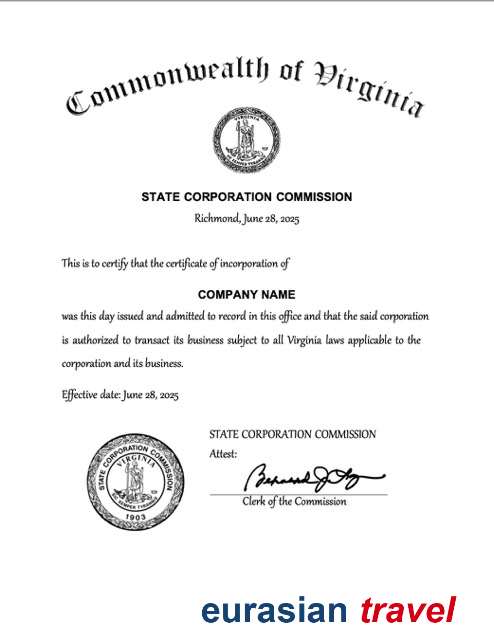 Commonwealth of Virginia
STATE CORPORATION COMMISSION
Richmond, June 28, 2025
This is to certify that the certificate of incorporation of
COMPANY NAME
was this day issued and admitted to record in this office and that the said corporation
is authorized to transact its business subject to all Virginia laws applicable to the
corporation and its business.
Effective date: June 28, 2025
STATE CORPORATION COMMISSION
Attest:
Clerk of the Commission
STATE CORPORATION COMMISSION
VIRGINIA
SIC SEMPER TYRANNIS
1903
eurasian travel